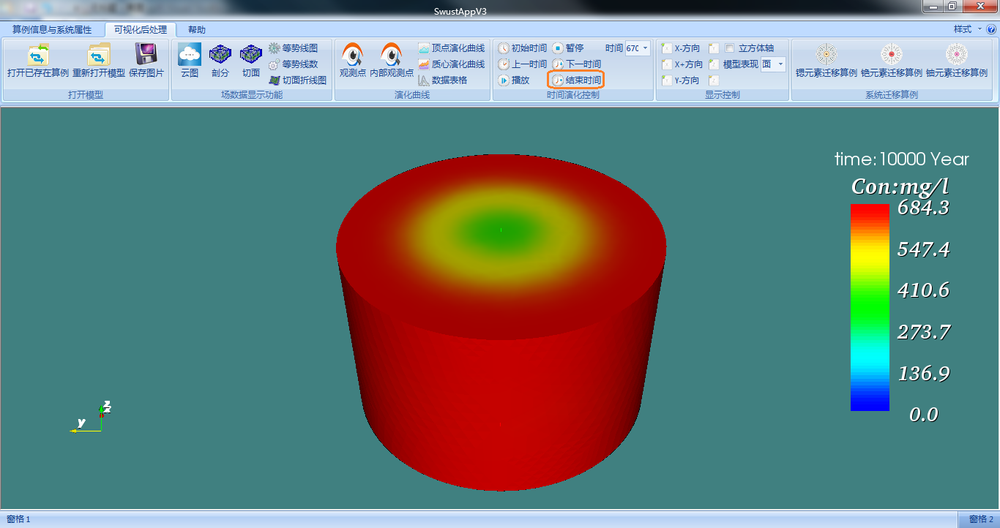 SwustAppV3
算例信息与系统属性 可视化后处理 帮助 样式
打开已存在算例 重新打开模型 保存图片
打开模型
云图 剖分 切面
等势线图
等势线数
切面折线图
场数据显示功能
观测点 内部观测点
顶点演化曲线
质心演化曲线
数据表格
演化曲线
初始时间 暂停 时间 670
上一时间 下一时间
播放 结束时间
时间演化控制
X-方向 立方体轴
X+方向 模型表现 面
Y-方向
显示控制
锶元素迁移算例 铯元素迁移算例 铀元素迁移算例
系统迁移算例
time:10000 Year
Con:mg/l
684.3
547.4
410.6
273.7
136.9
0.0
z
x
y
窗格 1 窗格 2